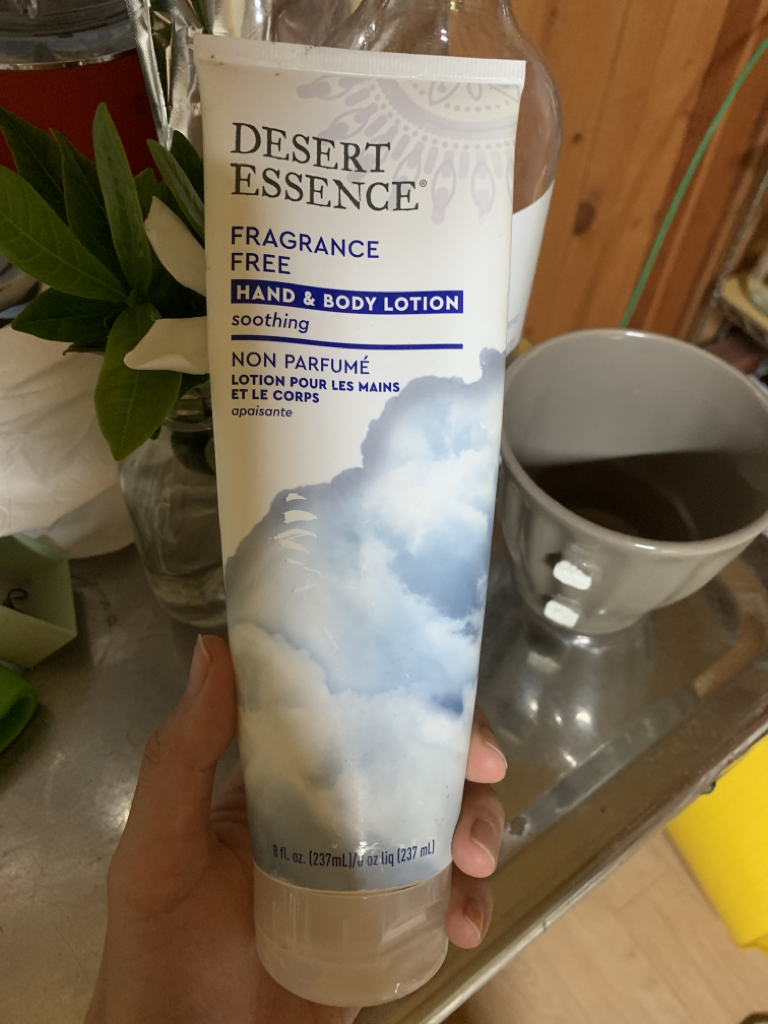 DESERT
ESSENCE®
FRAGRANCE
FREE
HAND & BODY LOTION
soothing
NON PARFUMÉ
LOTION POUR LES MAINS
ET LE CORPS
apaisante
8 fl. oz. (237mL)/8 oz liq (237 mL)